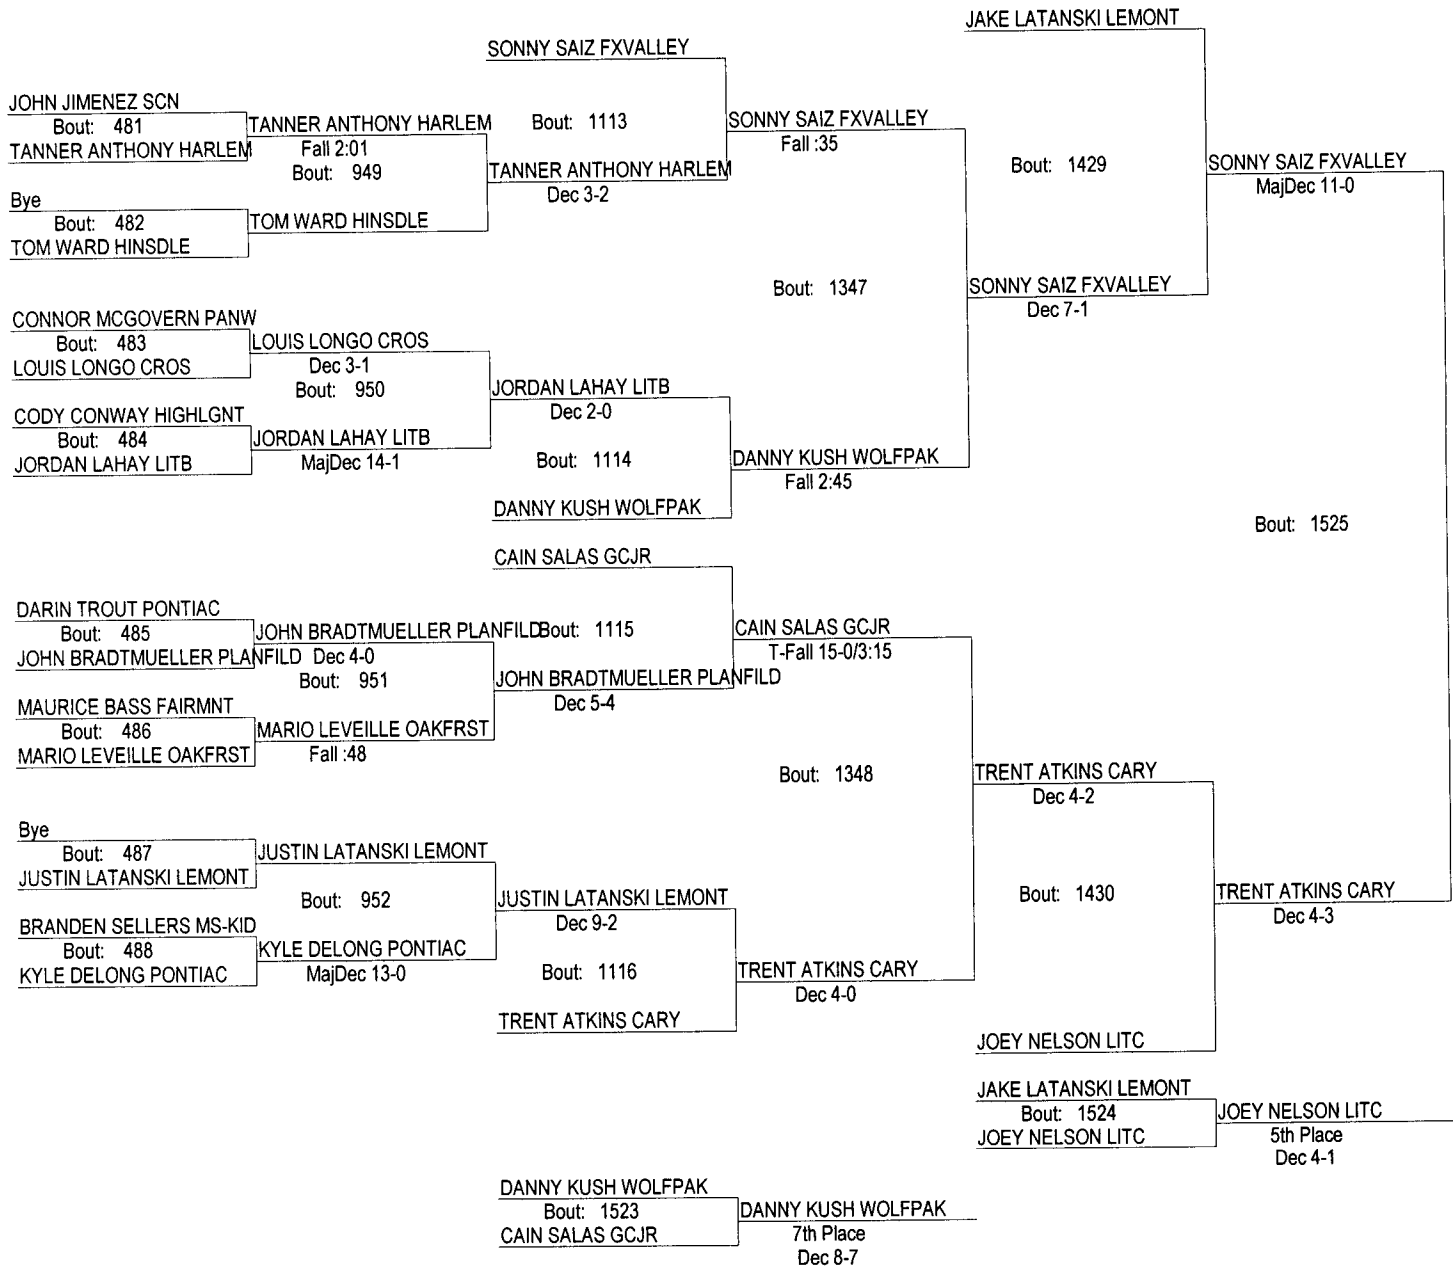 JAKE LATANSKI LEMONT
SONNY SAIZ FXVALLEY
JOHN JIMENEZ SCN
Bout: 481
TANNER ANTHONY HARLEM
TANNER ANTHONY HARLEM
Fall 2:01
Bout: 949
Bout: 1113
SONNY SAIZ FXVALLEY
Fall :35
TANNER ANTHONY HARLEM
Dec 3-2
Bout: 1429
SONNY SAIZ FXVALLEY
MajDec 11-0
Bye
Bout: 482
TOM WARD HINSDLE
TOM WARD HINSDLE
Bout: 1347
SONNY SAIZ FXVALLEY
Dec 7-1
CONNOR MCGOVERN PANW
Bout: 483
LOUIS LONGO CROS
LOUIS LONGO CROS
Dec 3-1
Bout: 950
JORDAN LAHAY LITB
Dec 2-0
CODY CONWAY HIGHLGNT
Bout: 484
JORDAN LAHAY LITB
JORDAN LAHAY LITB
MajDec 14-1
Bout: 1114
DANNY KUSH WOLFPAK
Fall 2:45
DANNY KUSH WOLFPAK
Bout: 1525
CAIN SALAS GCJR
DARIN TROUT PONTIAC
Bout: 485
JOHN BRADTMUELLER PLANFILD
JOHN BRADTMUELLER PLANFILD
Dec 4-0
Bout: 951
Bout: 1115
CAIN SALAS GCJR
T-Fall 15-0/3:15
JOHN BRADTMUELLER PLANFILD
Dec 5-4
MAURICE BASS FAIRMNT
Bout: 486
MARIO LEVEILLE OAKFRST
MARIO LEVEILLE OAKFRST
Fall :48
Bout: 1348
TRENT ATKINS CARY
Dec 4-2
Bye
Bout: 487
JUSTIN LATANSKI LEMONT
JUSTIN LATANSKI LEMONT
Bout: 952
JUSTIN LATANSKI LEMONT
Dec 9-2
Bout: 1430
TRENT ATKINS CARY
Dec 4-3
BRANDEN SELLERS MS-KID
Bout: 488
KYLE DELONG PONTIAC
KYLE DELONG PONTIAC
MajDec 13-0
Bout: 1116
TRENT ATKINS CARY
Dec 4-0
TRENT ATKINS CARY
JOEY NELSON LITC
JAKE LATANSKI LEMONT
Bout: 1524
JOEY NELSON LITC
JOEY NELSON LITC
5th Place
Dec 4-1
DANNY KUSH WOLFPAK
Bout: 1523
CAIN SALAS GCJR
DANNY KUSH WOLFPAK
7th Place
Dec 8-7